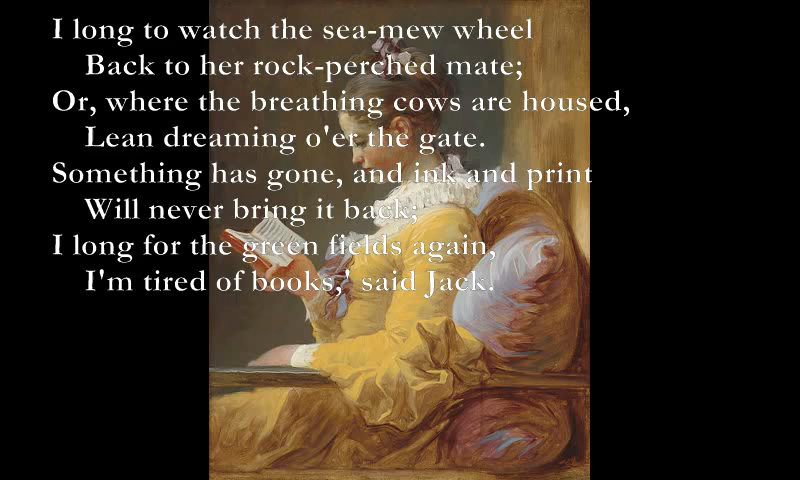 I long to watch the sea-mew wheel
Back to her rock-perched mate;
Or, where the breathing cows are housed,
Lean dreaming o'er the gate.
Something has gone, and ink and print
Will never bring it back;
I long for the green fields again,
I'm tired of books,' said Jack.